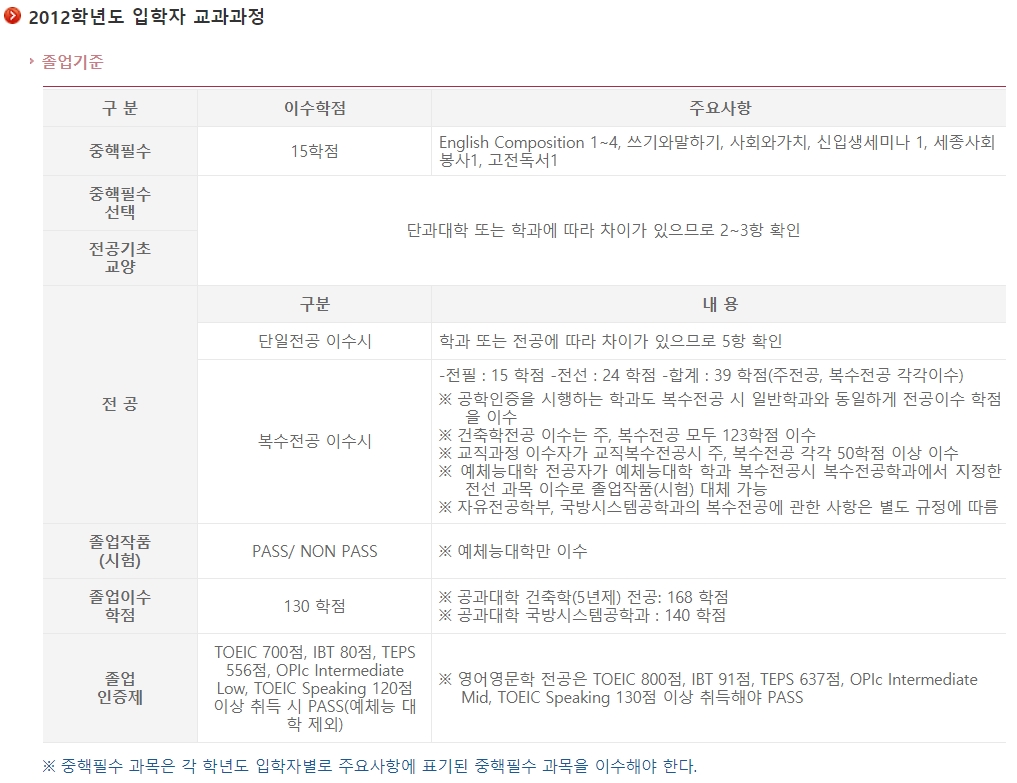 2012학년도 입학자 교과과정
졸업기준
구 분
이수학점
주요사항
중핵필수
15학점
English Composition 1~4, 쓰기와말하기, 사회와가치, 신입생세미나 1, 세종사회
봉사1, 고전독서1
중핵필수
선택
단과대학 또는 학과에 따라 차이가 있으므로 2~3항 확인
전공기초
교양
전 공
구분
내 용
단일전공 이수시
학과 또는 전공에 따라 차이가 있으므로 5항 확인
복수전공 이수시
-전필 : 15 학점 -전선 : 24 학점 -합계 : 39 학점(주전공, 복수전공 각각이수)
※ 공학인증을 시행하는 학과도 복수전공 시 일반학과와 동일하게 전공이수 학점
을 이수
※ 건축학전공 이수는 주, 복수전공 모두 123학점 이수
※ 교직과정 이수자가 교직복수전공시 주, 복수전공 각각 50학점 이상 이수
※ 예체능대학 전공자가 예체능대학 학과 복수전공시 복수전공학과에서 지정한
전선 과목 이수로 졸업작품(시험) 대체 가능
※ 자유전공학부, 국방시스템공학과의 복수전공에 관한 사항은 별도 규정에 따름
졸업작품
(시험)
PASS/ NON PASS
※ 예체능대학만 이수
졸업이수
학점
130 학점
※ 공과대학 건축학(5년제) 전공: 168 학점
※ 공과대학 국방시스템공학과 : 140 학점
졸업
인증제
TOEIC 700점, IBT 80점, TEPS
556점, OPIc Intermediate
Low, TOEIC Speaking 120점
이상 취득 시 PASS(예체능 대
학 제외)
※ 영어영문학 전공은 TOEIC 800점, IBT 91점, TEPS 637점, OPIc Intermediate
Mid, TOEIC Speaking 130점 이상 취득해야 PASS
※ 중핵필수 과목은 각 학년도 입학자별로 주요사항에 표기된 중핵필수 과목을 이수해야 한다.